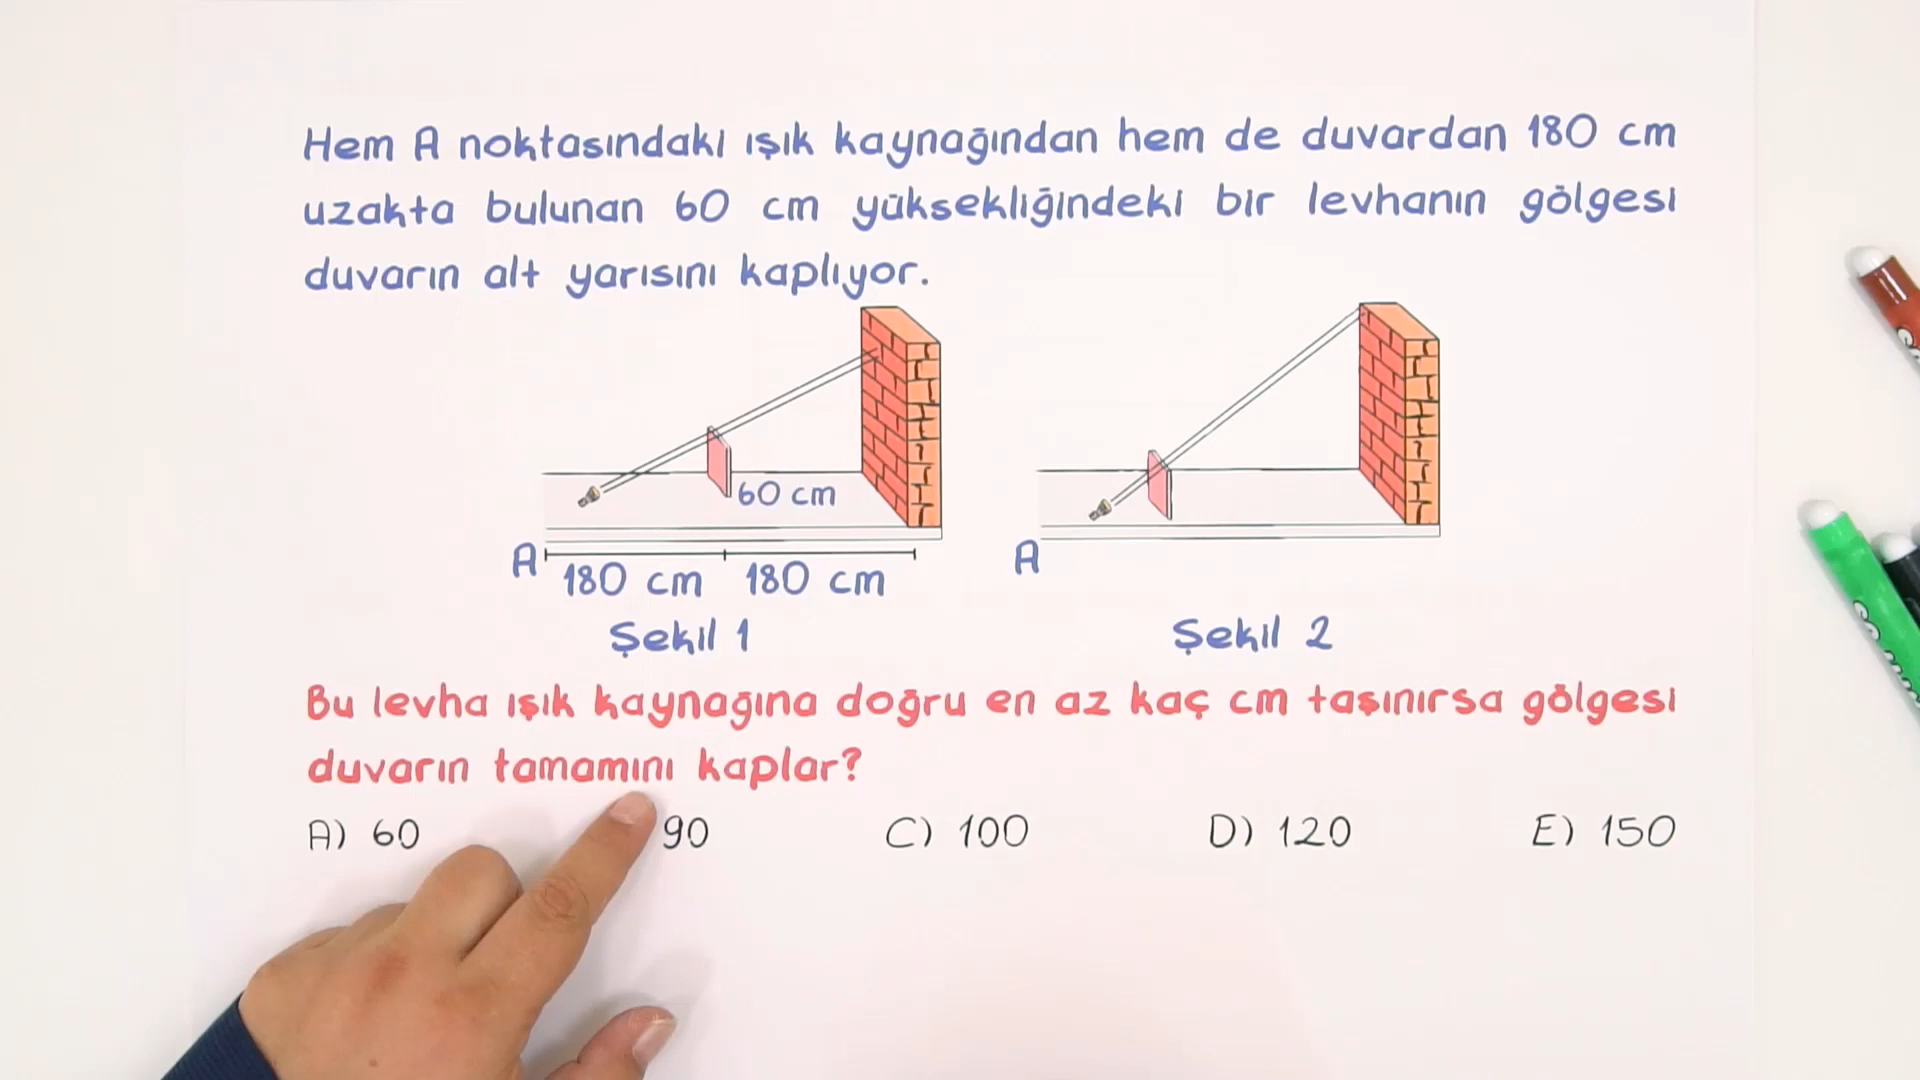 Hem A noktasındaki ışık kaynağından hem de duvardan 180 cm
uzakta bulunan 60 cm yüksekliğindeki bir levhanın gölgesi
duvarın alt yarısını kaplıyor.
60 cm
A
180 cm 180 cm
Şekil 1
A
Şekil 2
Bu levha ışık kaynağına doğru en az kaç cm taşınırsa gölgesi
duvarın tamamını kaplar?
A) 60 90 C) 100 D) 120 E) 150